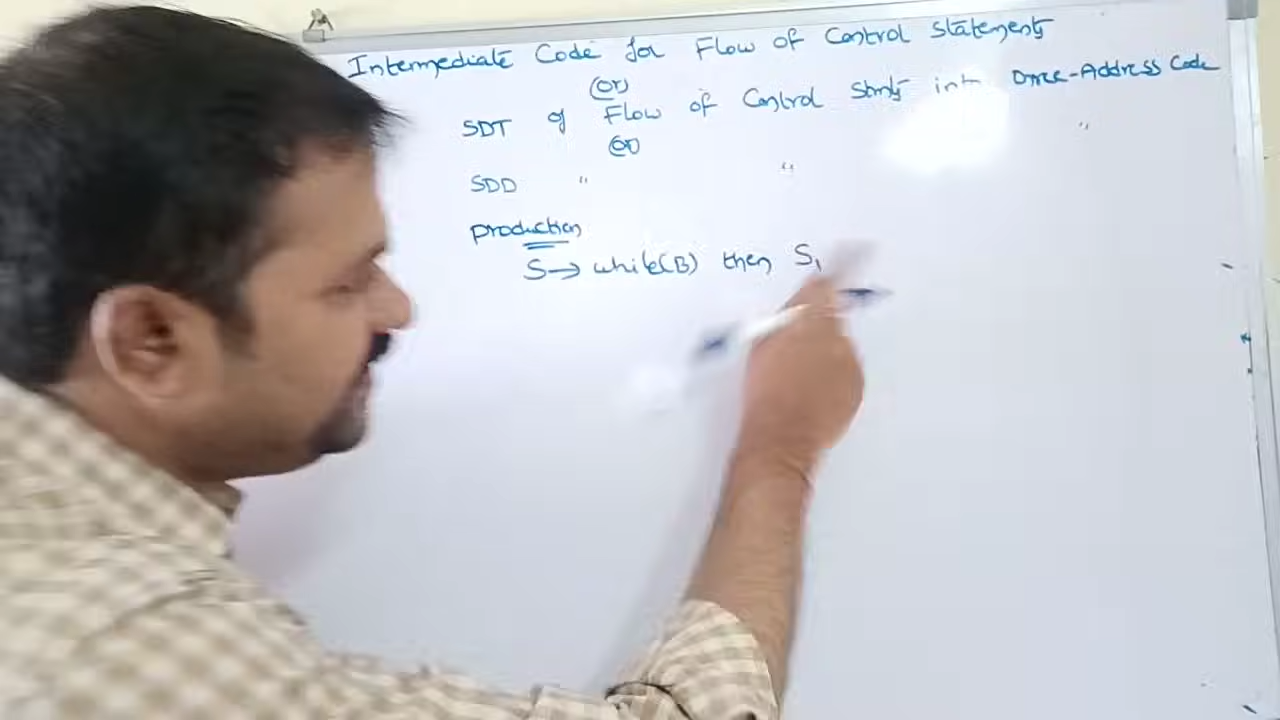 Intermediate Code for Flow of Control Statements
(or)
SDT of Flow of Control Stmts into Three-Address Code
(or)
SDD " " "
production
S → while(B) then S₁